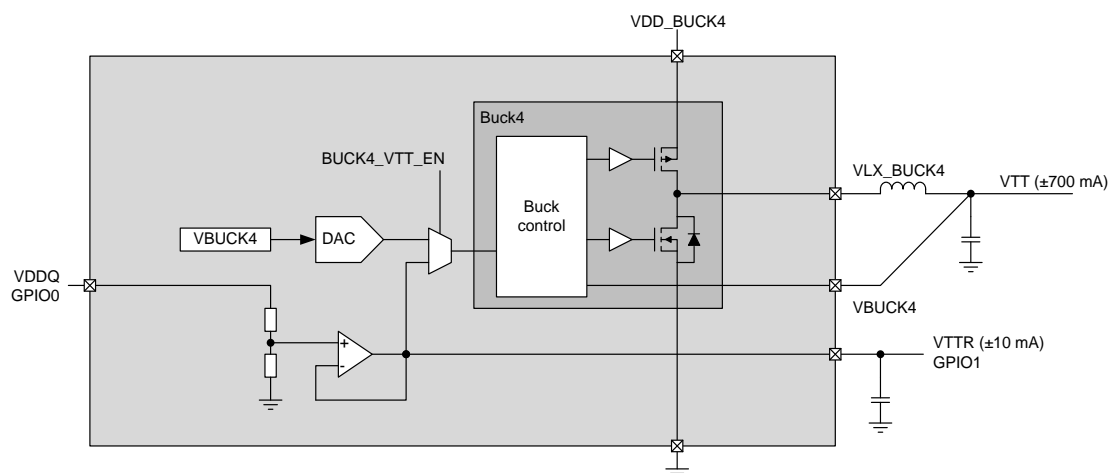 VDD_BUCK4
Buck4
BUCK4_VTT_EN
VLX_BUCK4
VTT (±700 mA)
Buck
control
VBUCK4
DAC
VDDQ
GPIO0
VBUCK4
+
-
VTTR (±10 mA)
GPIO1